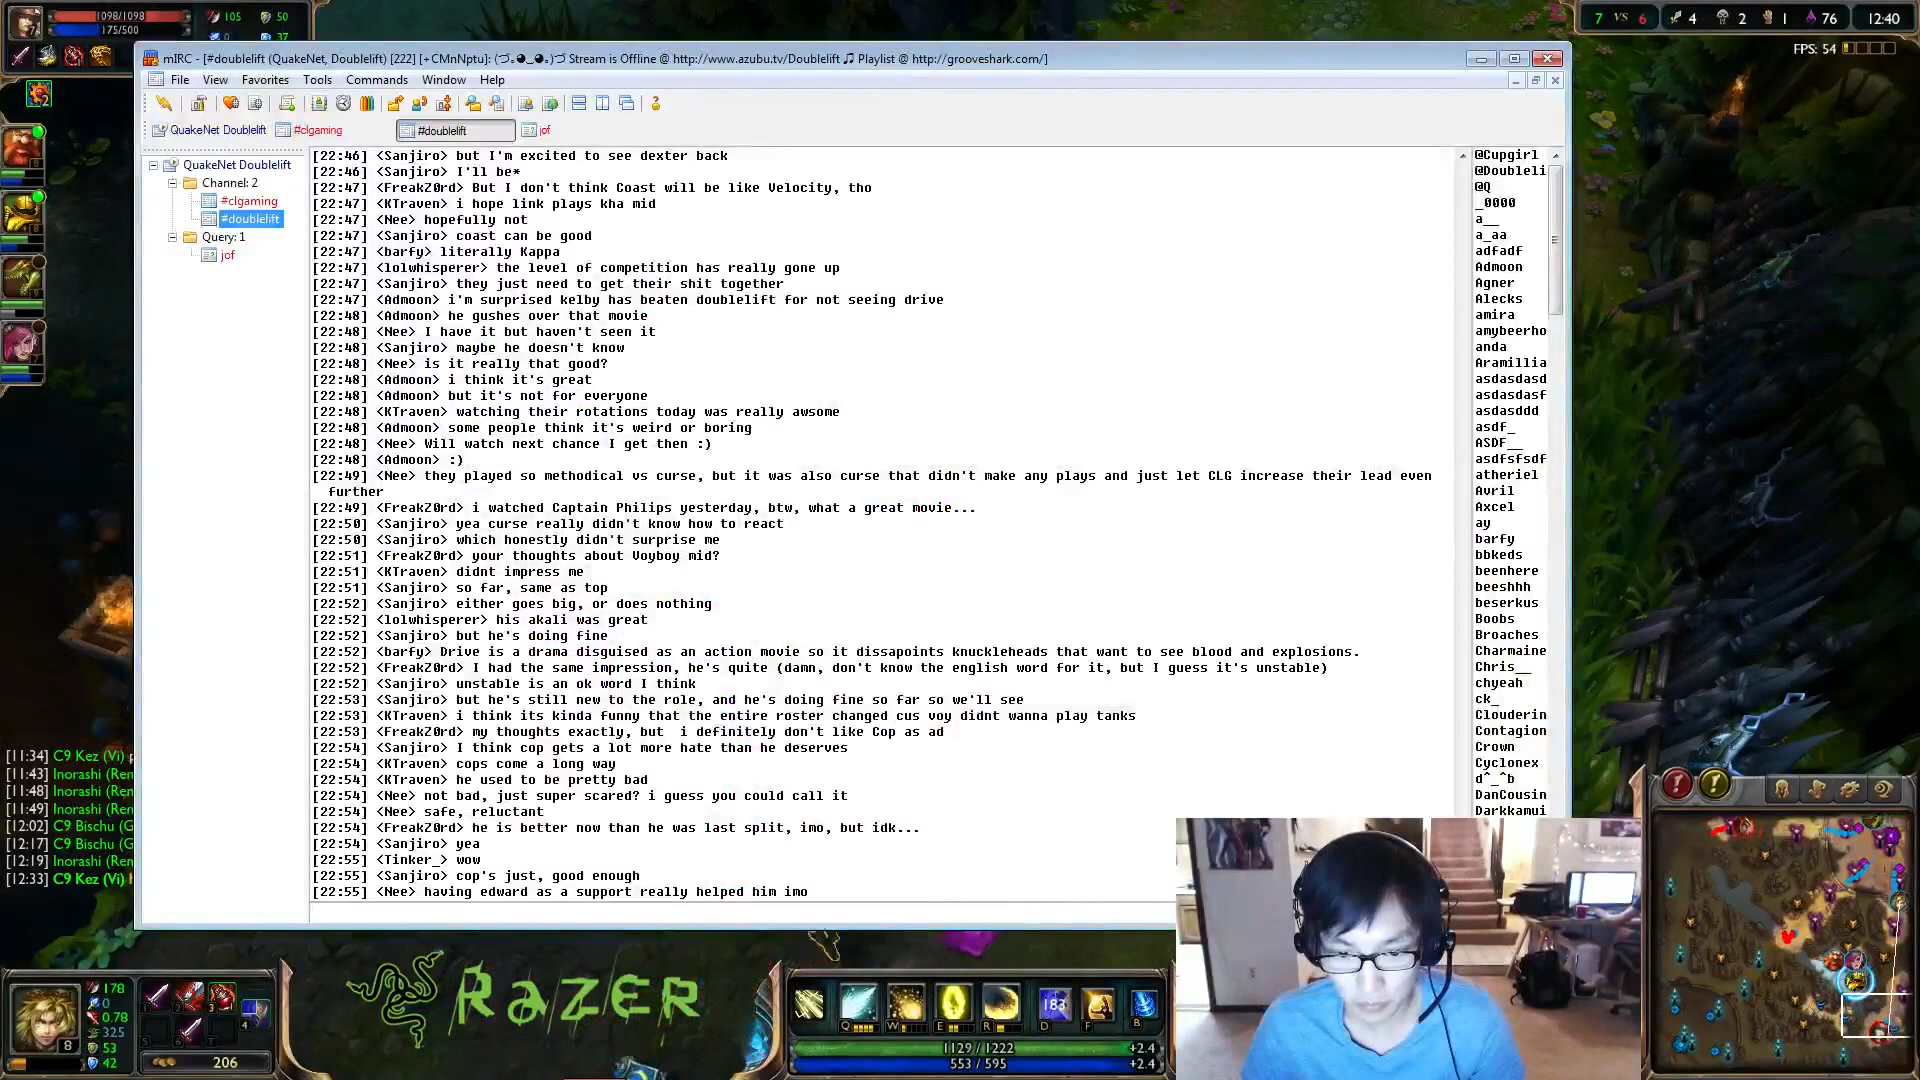 1098/1098
175/500
105
50
0
37
7 VS 6
4
2
1
76
12:40
FPS: 54
mIRC - [#doublelift (QuakeNet, Doublelift) [222] [+CMnNptu]: (づ｡◕‿◕｡)づ Stream is Offline @ http://www.azubu.tv/Doublelift ♫ Playlist @ http://grooveshark.com/]
File View Favorites Tools Commands Window Help
QuakeNet Doublelift
#clgaming
#doublelift
jof
QuakeNet Doublelift
Channel: 2
#clgaming
#doublelift
Query: 1
jof
[22:46] <Sanjiro> but I'm excited to see dexter back
[22:46] <Sanjiro> I'll be*
[22:47] <FreakZ0rd> But I don't think Coast will be like Velocity, tho
[22:47] <KTraven> i hope link plays kha mid
[22:47] <Nee> hopefully not
[22:47] <Sanjiro> coast can be good
[22:47] <barfy> literally Kappa
[22:47] <lolwhisperer> the level of competition has really gone up
[22:47] <Sanjiro> they just need to get their shit together
[22:47] <Admoon> i'm surprised kelby has beaten doublelift for not seeing drive
[22:48] <Admoon> he gushes over that movie
[22:48] <Nee> I have it but haven't seen it
[22:48] <Sanjiro> maybe he doesn't know
[22:48] <Nee> is it really that good?
[22:48] <Admoon> i think it's great
[22:48] <Admoon> but it's not for everyone
[22:48] <KTraven> watching their rotations today was really awsome
[22:48] <Admoon> some people think it's weird or boring
[22:48] <Nee> Will watch next chance I get then :)
[22:48] <Admoon> :)
[22:49] <Nee> they played so methodical vs curse, but it was also curse that didn't make any plays and just let CLG increase their lead even
further
[22:49] <FreakZ0rd> i watched Captain Philips yesterday, btw, what a great movie...
[22:50] <Sanjiro> yea curse really didn't know how to react
[22:50] <Sanjiro> which honestly didn't surprise me
[22:51] <FreakZ0rd> your thoughts about Voyboy mid?
[22:51] <KTraven> didnt impress me
[22:51] <Sanjiro> so far, same as top
[22:52] <Sanjiro> either goes big, or does nothing
[22:52] <lolwhisperer> his akali was great
[22:52] <Sanjiro> but he's doing fine
[22:52] <barfy> Drive is a drama disguised as an action movie so it dissapoints knuckleheads that want to see blood and explosions.
[22:52] <FreakZ0rd> I had the same impression, he's quite (damn, don't know the english word for it, but I guess it's unstable)
[22:52] <Sanjiro> unstable is an ok word I think
[22:53] <Sanjiro> but he's still new to the role, and he's doing fine so far so we'll see
[22:53] <KTraven> i think its kinda funny that the entire roster changed cus voy didnt wanna play tanks
[22:53] <FreakZ0rd> my thoughts exactly, but  i definitely don't like Cop as ad
[22:54] <Sanjiro> I think cop gets a lot more hate than he deserves
[22:54] <KTraven> cops come a long way
[22:54] <KTraven> he used to be pretty bad
[22:54] <Nee> not bad, just super scared? i guess you could call it
[22:54] <Nee> safe, reluctant
[22:54] <FreakZ0rd> he is better now than he was last split, imo, but idk...
[22:54] <Sanjiro> yea
[22:55] <Tinker_> wow
[22:55] <Sanjiro> cop's just, good enough
[22:55] <Nee> having edward as a support really helped him imo
@Cupgirl
@Doubleli
@Q
_0000
a__
a_aa
adfadf
Admoon
Agner
Alecks
amira
amybeerho
anda
Aramillia
asdasdasd
asdasdasf
asdasddd
asdf_
ASDF__
asdfsfsdf
atheriel
Avril
Axcel
ay
barfy
bbkeds
beenhere
beeshhh
beserkus
Boobs
Broaches
Charmaine
Chris__
chyeah
ck_
Clouderin
Contagion
Crown
Cyclonex
d^_^b
DanCousin
Darkkamui
[11:34] C9 Kez (Vi)
[11:43] Inorashi (Ren
[11:48] Inorashi (Ren
[11:49] Inorashi (Ren
[12:02] C9 Bischu (G
[12:17] C9 Bischu (G
[12:19] Inorashi (Ren
[12:33] C9 Kez (Vi)
178
0
0.78
325
53
42
8
206
RAZER
Q W E R D F B
183
1129 / 1222 +2.4
553 / 595 +2.4